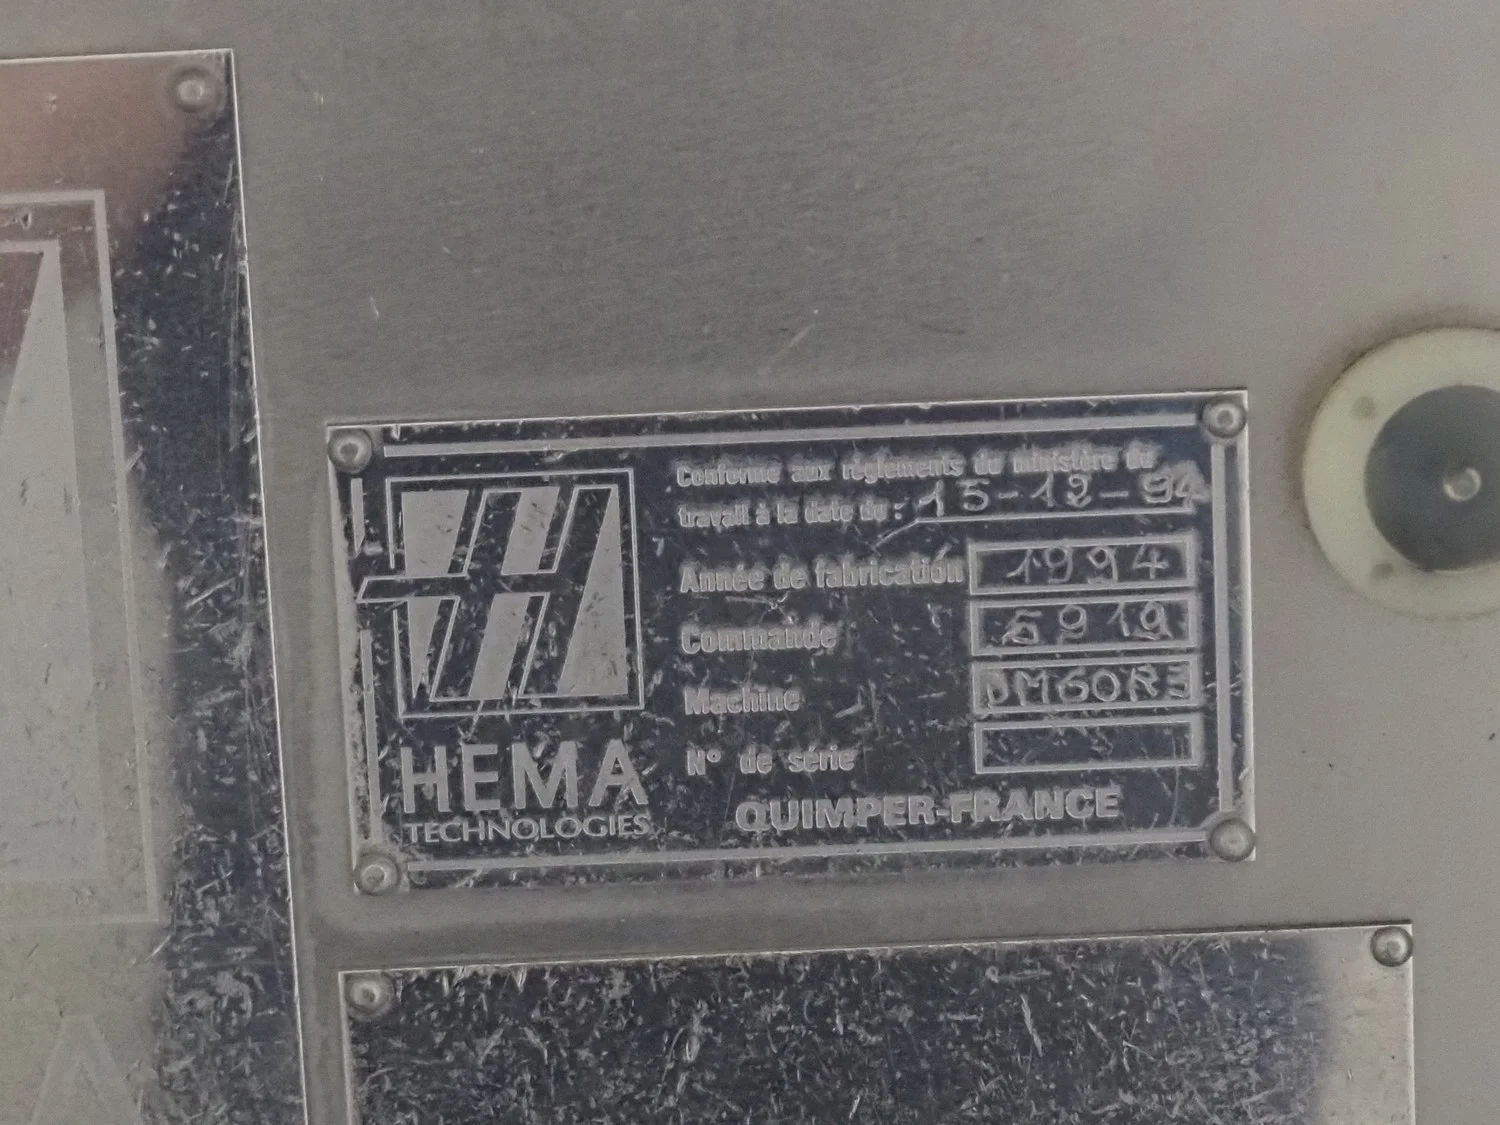 Conforme aux règlements du ministère du
travail à la date du : 15-12-94
Année de fabrication 1994
Commande 5919
Machine DM60R3
N° de série
HEMA
TECHNOLOGIES
QUIMPER-FRANCE